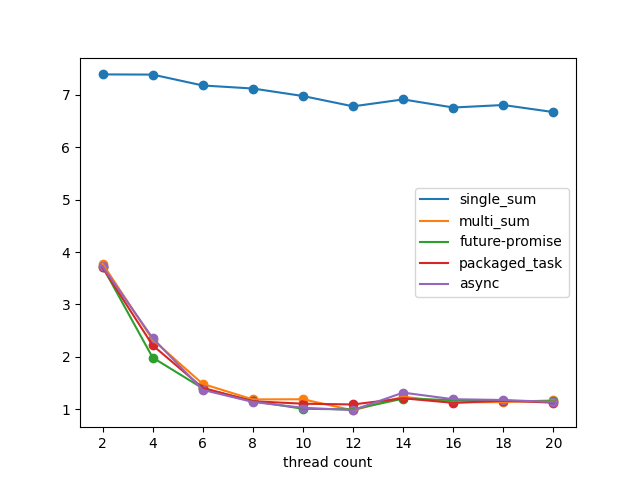 7
6
5
4
3
2
1
single_sum
multi_sum
future-promise
packaged_task
async
2 4 6 8 10 12 14 16 18 20
thread count